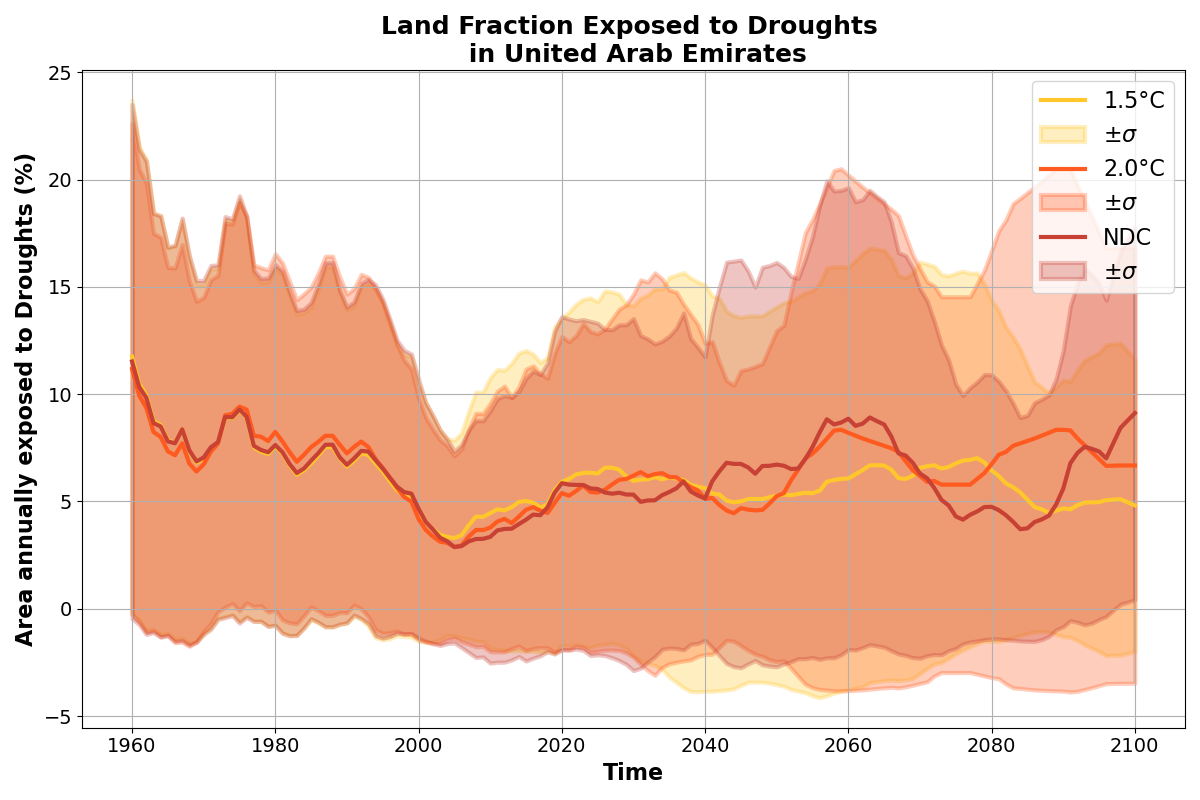 Land Fraction Exposed to Droughts
in United Arab Emirates
Area annually exposed to Droughts (%)
25
20
15
10
5
0
−5
1.5°C
±σ
2.0°C
±σ
NDC
±σ
1960
1980
2000
2020
2040
2060
2080
2100
Time